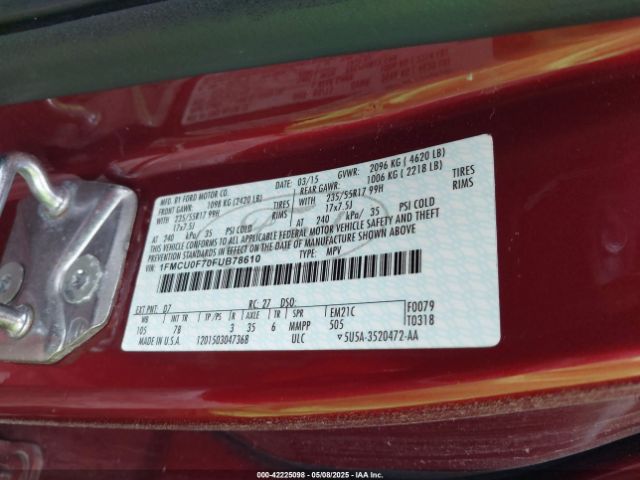 MFD. BY FORD MOTOR CO.
DATE: 03/15 GVWR: 2096 KG ( 4620 LB)
FRONT GAWR: 1098 KG (2420 LB) REAR GAWR: 1006 KG ( 2218 LB)
WITH 235/55R17 99H TIRES WITH 235/55R17 99H TIRES
17x7.5J RIMS 17x7.5J RIMS
AT 240 kPa/ 35 PSI COLD AT 240 kPa/ 35 PSI COLD
THIS VEHICLE CONFORMS TO ALL APPLICABLE FEDERAL MOTOR VEHICLE SAFETY AND THEFT
PREVENTION STANDARDS IN EFFECT ON THE DATE OF MANUFACTURE SHOWN ABOVE.
1FMCU0F70FUB78610 TYPE: MPV
EXT PNT: D7 RC: 27 DSO:
WB INT TR TP/PS R AXLE TR SPR EM21C F0079
105 78 3 35 6 MMPP 505 T0318
MADE IN U.S.A. 120150304736B ULC 5U5A-3520472-AA
000-42225098 05/08/2025 IAA Inc.